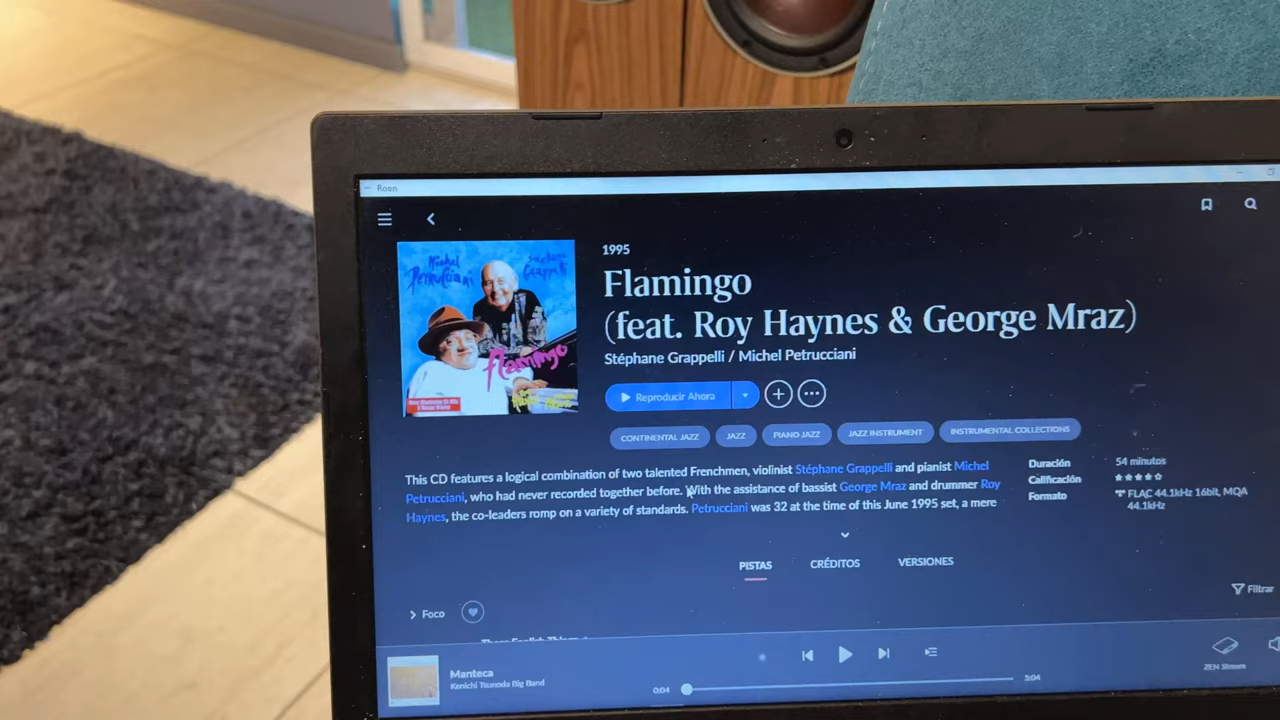 Roon
1995
Flamingo
(feat. Roy Haynes & George Mraz)
Stéphane Grappelli / Michel Petrucciani
Michel
Petrucciani
Stéphane
Grappelli
flamingo
Reproducir Ahora
CONTINENTAL JAZZ
JAZZ
PIANO JAZZ
JAZZ INSTRUMENT
INSTRUMENTAL COLLECTIONS
This CD features a logical combination of two talented Frenchmen, violinist Stéphane Grappelli and pianist Michel
Petrucciani, who had never recorded together before. With the assistance of bassist George Mraz and drummer Roy
Haynes, the co-leaders romp on a variety of standards. Petrucciani was 32 at the time of this June 1995 set, a mere
Duración 54 minutos
Calificación
Formato FLAC 44.1kHz 16bit, MQA
44.1kHz
PISTAS
CRÉDITOS
VERSIONES
Foco
Filtrar
Manteca
Kenichi Tsunoda Big Band
0:04
5:04
ZEN Stream